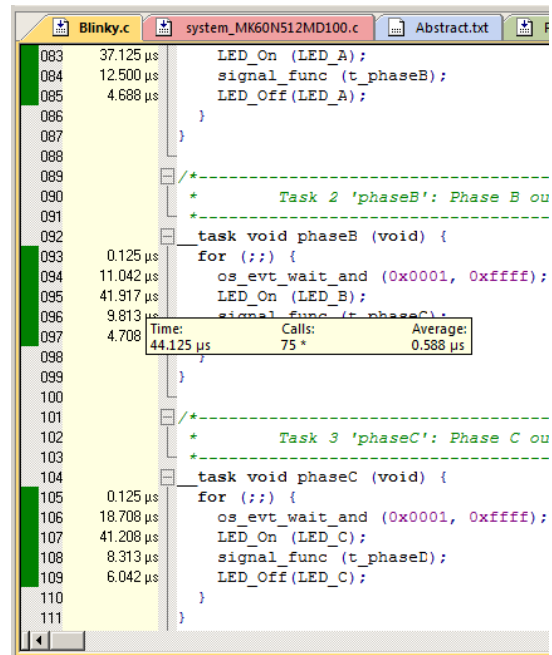 Blinky.c system_MK60N512MD100.c Abstract.txt
083 37.125 µs LED_On (LED_A);
084 12.500 µs signal_func (t_phaseB);
085 4.688 µs LED_Off(LED_A);
086 }
087 }
088
089 /*-----------------------------------
090 * Task 2 'phaseB': Phase B ou
091 *-----------------------------------
092 __task void phaseB (void) {
093 0.125 µs for (;;) {
094 11.042 µs os_evt_wait_and (0x0001, 0xffff);
095 41.917 µs LED_On (LED_B);
096 9.813 µs signal_func (t_phaseC);
Time: Calls: Average:
097 4.708
44.125 µs 75 * 0.588 µs
098 }
099 }
100
101 /*-----------------------------------
102 * Task 3 'phaseC': Phase C ou
103 *-----------------------------------
104 __task void phaseC (void) {
105 0.125 µs for (;;) {
106 18.708 µs os_evt_wait_and (0x0001, 0xffff);
107 41.208 µs LED_On (LED_C);
108 8.313 µs signal_func (t_phaseD);
109 6.042 µs LED_Off(LED_C);
110 }
111 }